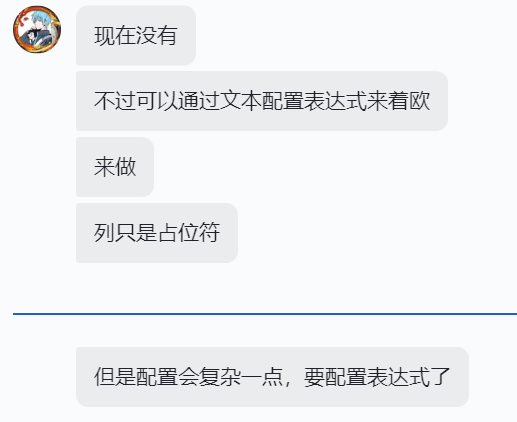 现在没有
不过可以通过文本配置表达式来着欧
来做
列只是占位符
但是配置会复杂一点，要配置表达式了